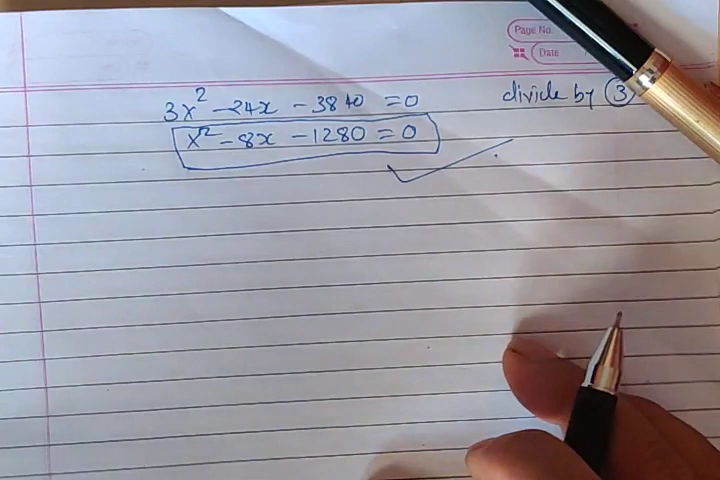 Page No.
Date
3x² - 24x - 3840 = 0 divide by ③
x² - 8x - 1280 = 0